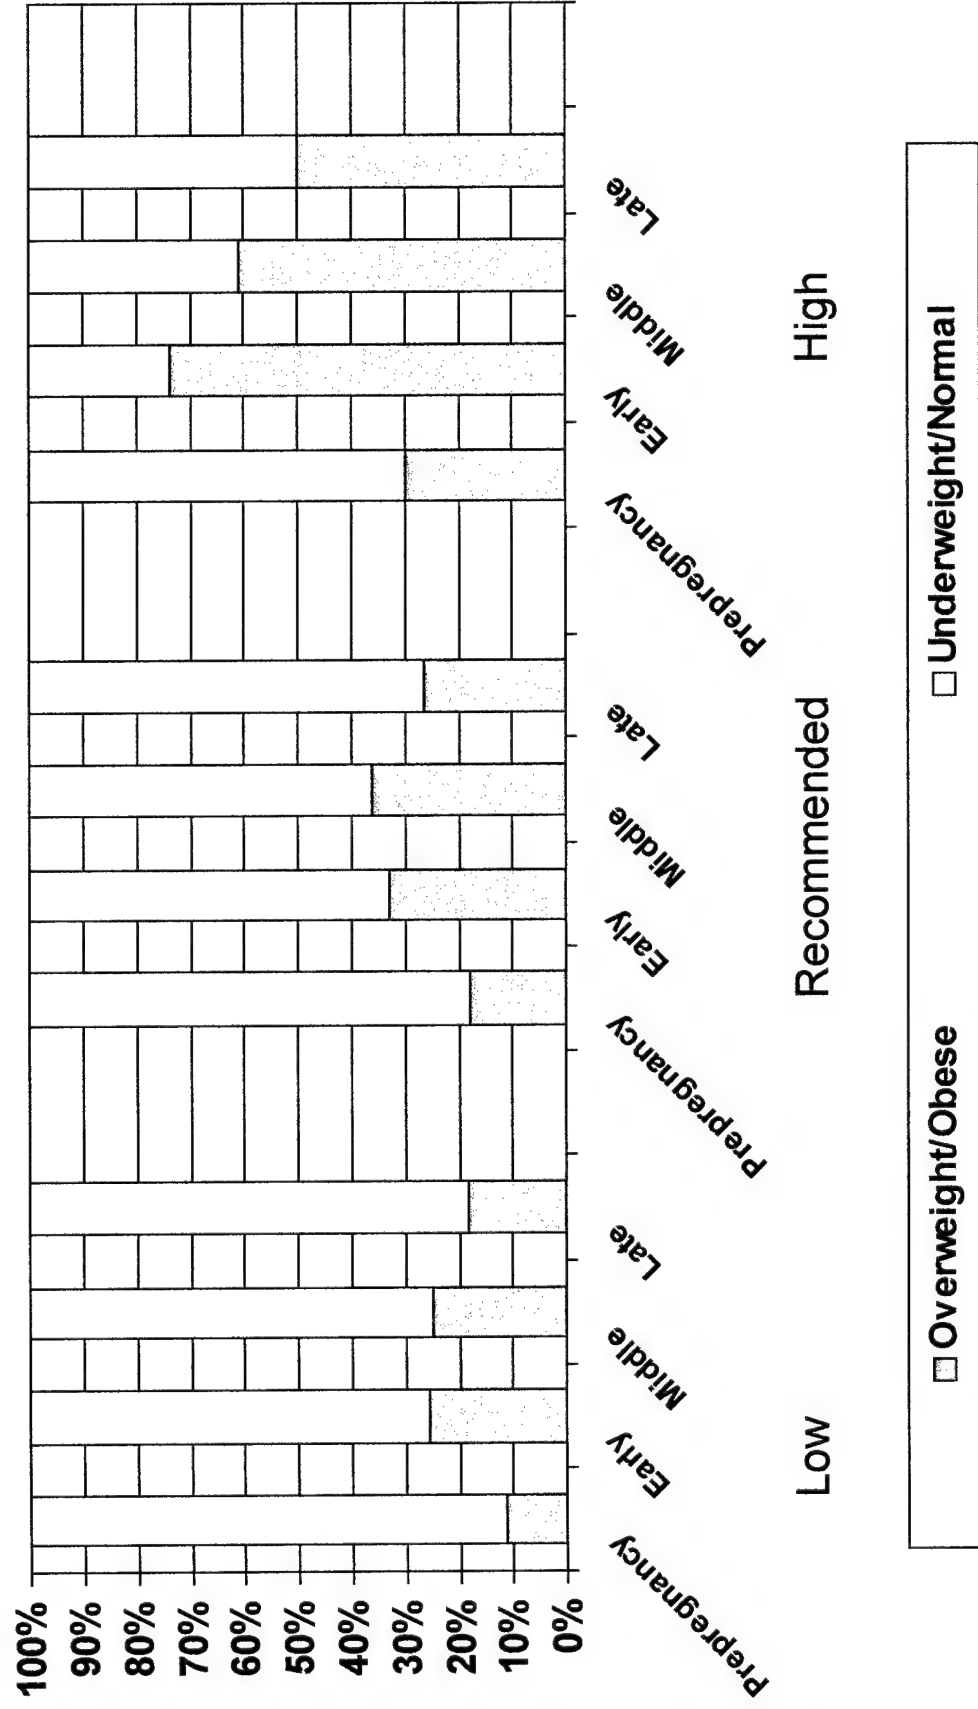 100%
90%
80%
70%
60%
50%
40%
30%
20%
10%
0%
Prepregnancy
Early
Middle
Late
Prepregnancy
Early
Middle
Late
Prepregnancy
Early
Middle
Late
Low
Recommended
High
Overweight/Obese
Underweight/Normal